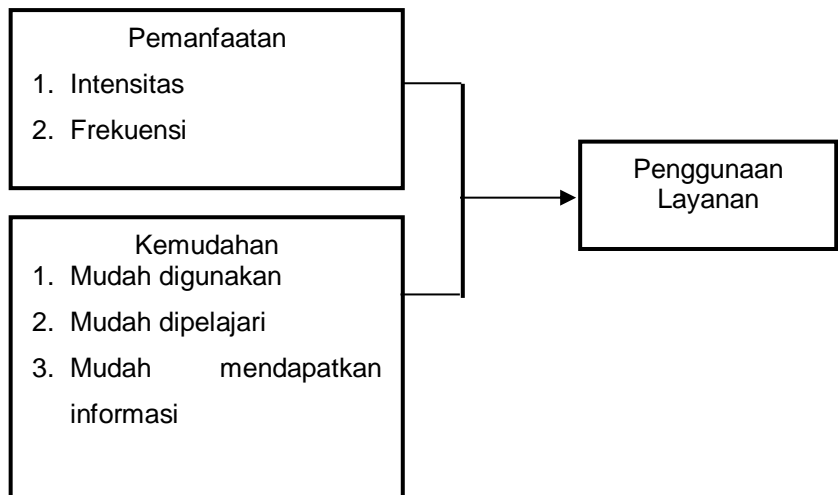 Pemanfaatan
1. Intensitas
2. Frekuensi
Kemudahan
1. Mudah digunakan
2. Mudah dipelajari
3. Mudah mendapatkan
informasi
Penggunaan
Layanan